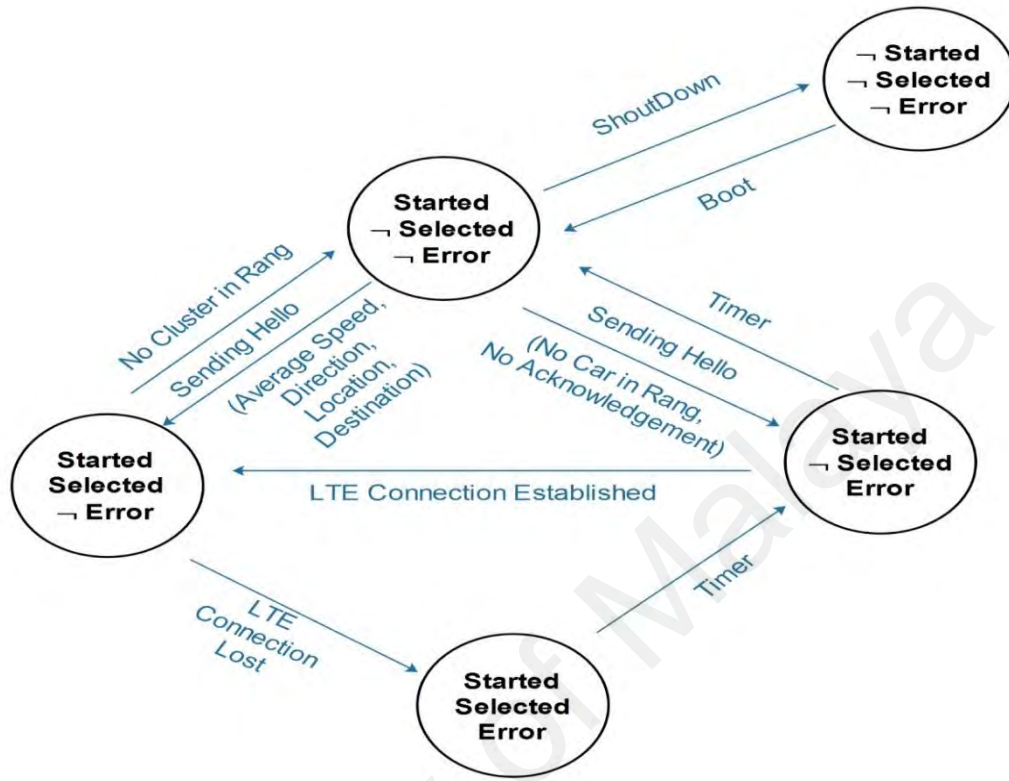 ¬ Started
¬ Selected
¬ Error
ShoutDown
Boot
Started
¬ Selected
¬ Error
No Cluster in Rang
Sending Hello
(Average Speed,
Direction,
Location,
Destination)
Timer
Sending Hello
(No Car in Rang,
No Acknowledgement)
Started
Selected
¬ Error
LTE Connection Established
Started
¬ Selected
Error
LTE
Connection
Lost
Timer
Started
Selected
Error
of Malaya